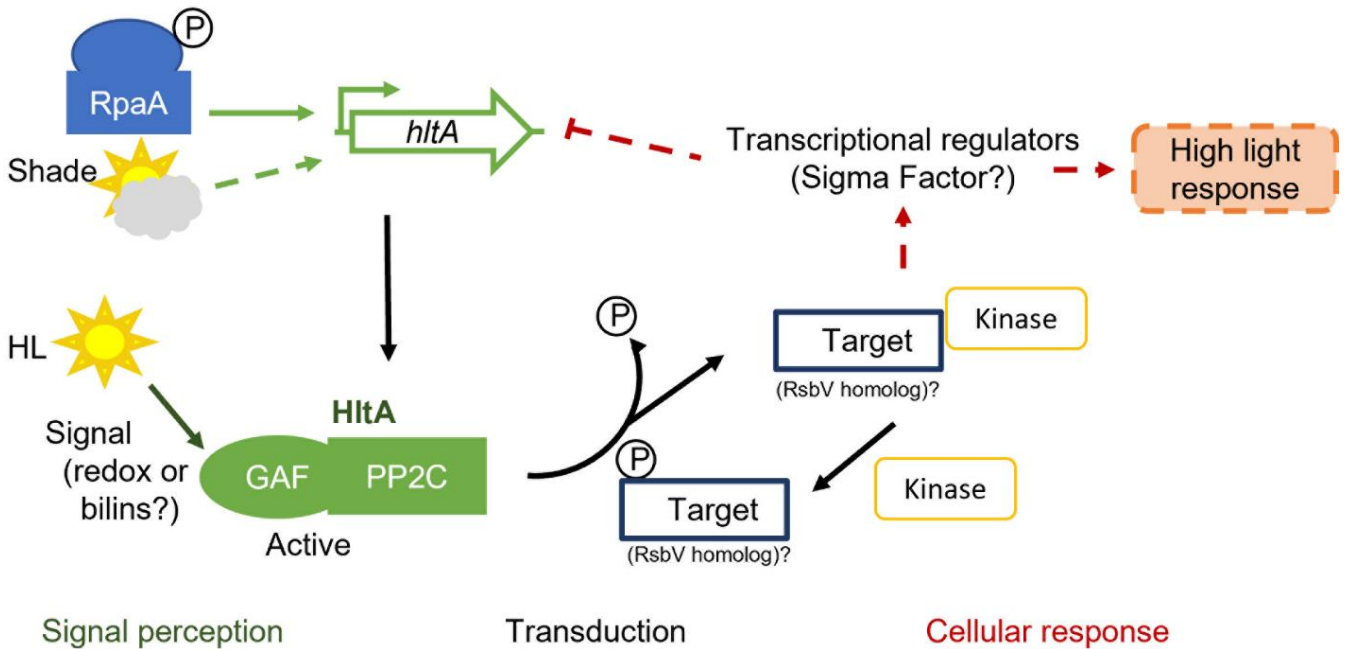 P
RpaA
Shade
hltA
Transcriptional regulators
(Sigma Factor?)
High light
response
HL
Signal
(redox or
bilins?)
HltA
GAF
PP2C
Active
P
P
Target
(RsbV homolog)?
Kinase
Target
(RsbV homolog)?
Kinase
Signal perception
Transduction
Cellular response